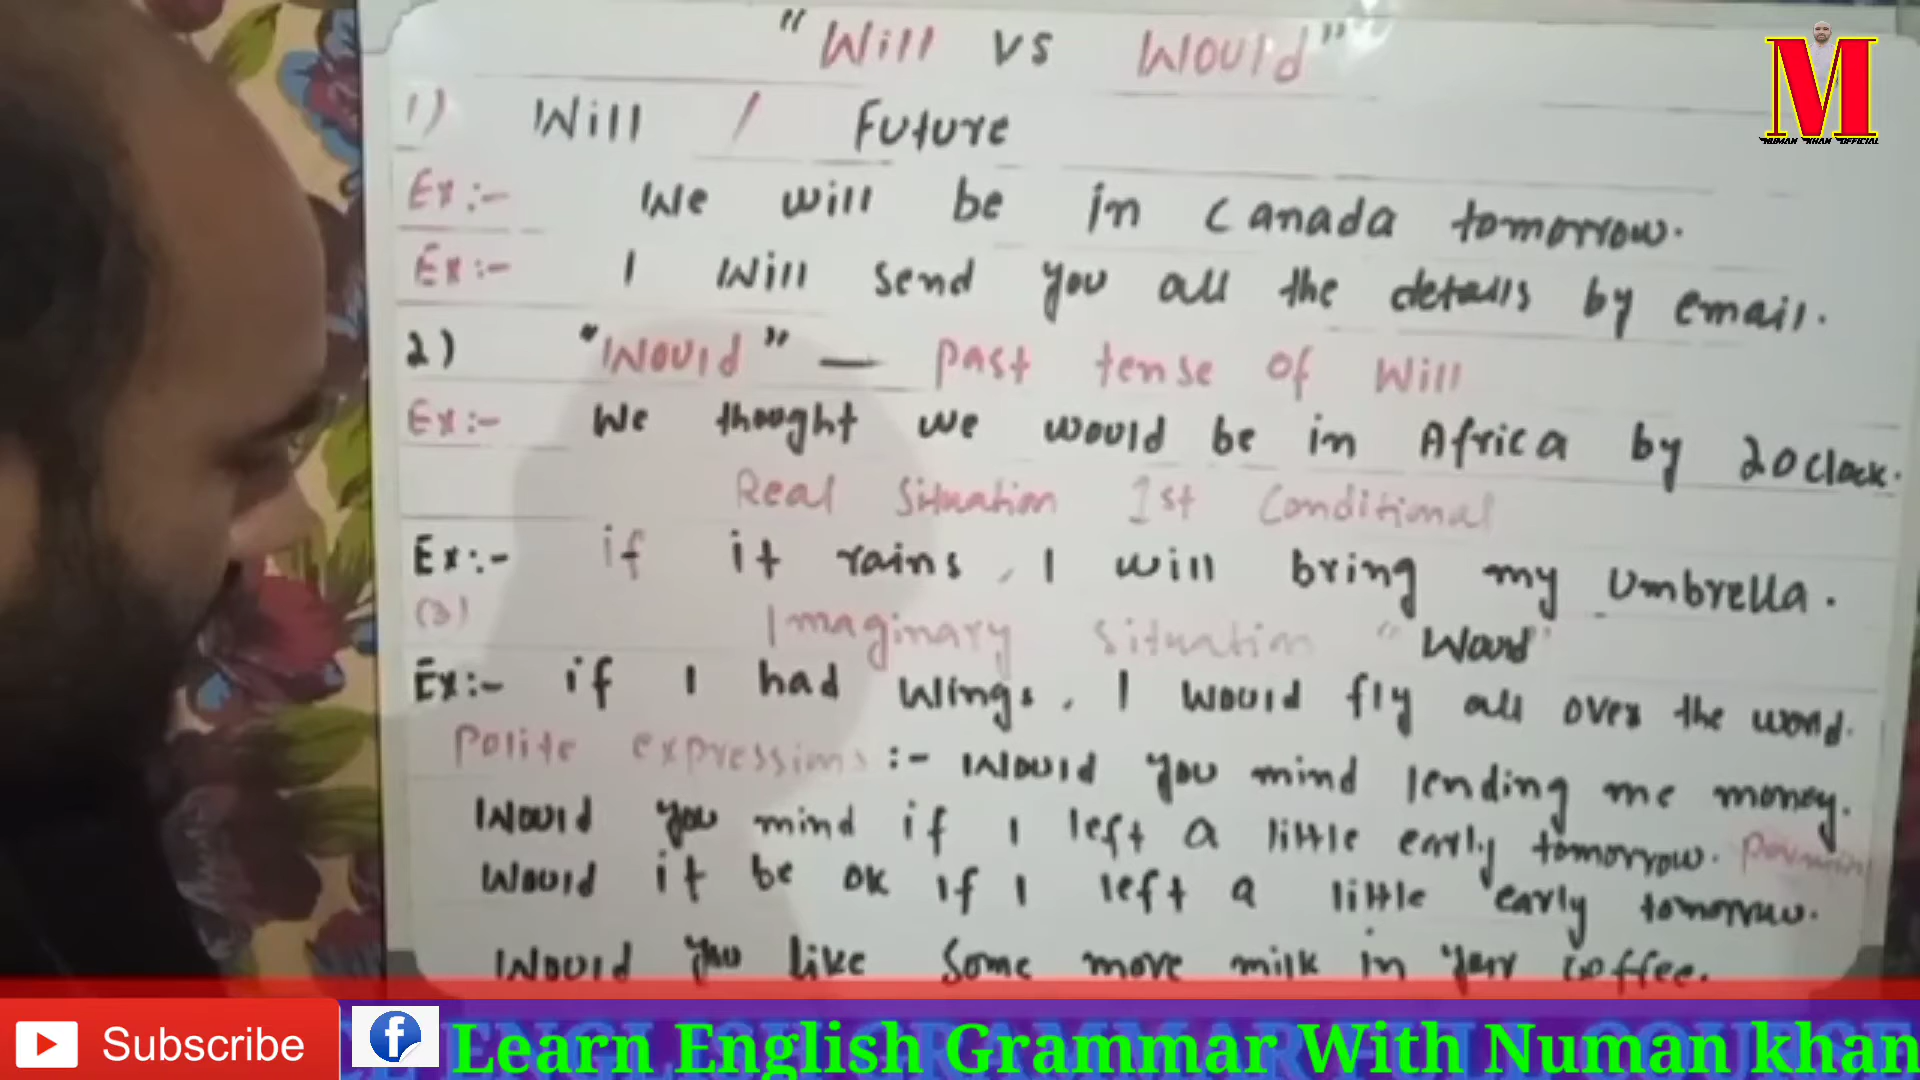 "Will vs Would"
1) Will / Future
Ex:- We will be in Canada tomorrow.
Ex:- I will send you all the details by email.
2) "Would" — past tense of Will
Ex:- We thought we would be in Africa by 2 o clock.
Real Situation 1st Conditional
Ex:- if it rains, I will bring my Umbrella.
(3) Imaginary situation "Would"
Ex:- if I had wings, I would fly all over the world.
Polite expressions :- Would you mind lending me money.
Would you mind if I left a little early tomorrow.
Would it be ok if I left a little early tomorrow.
Would you like some more milk in your coffee.
M
NUMAN KHAN OFFICIAL
Subscribe
f Learn English Grammar With Numan khan